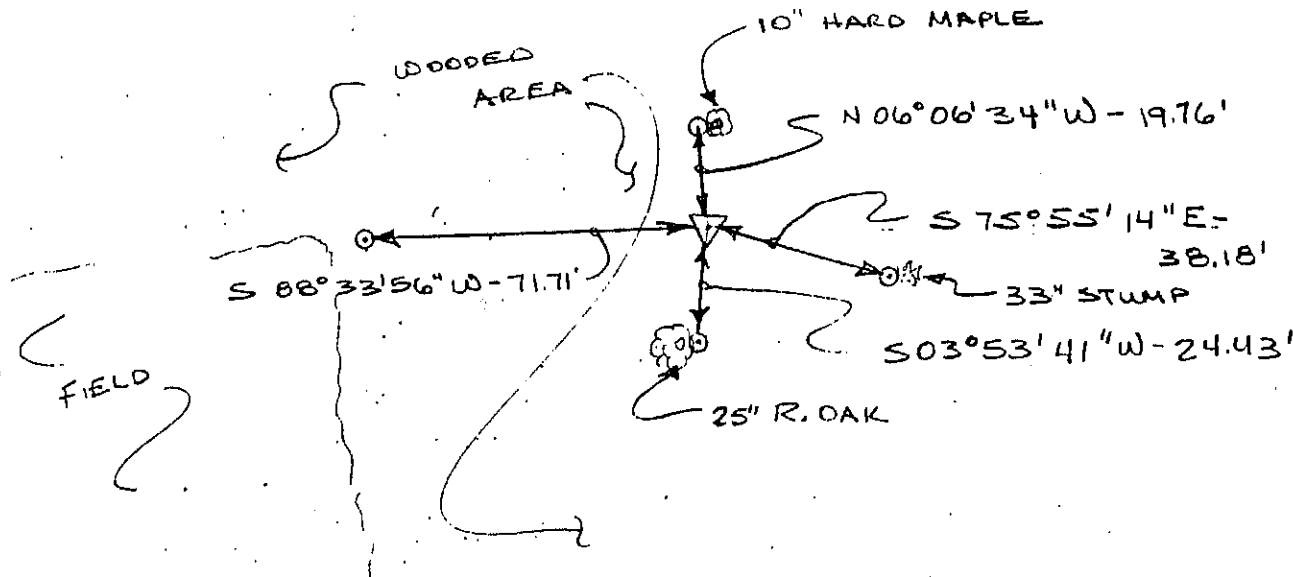 10" HARD MAPLE
WOODED
AREA
N 06°06'34"W - 19.76'
S 75°55'14"E -
38.18'
S 88°33'56"W - 71.71'
33" STUMP
S03°53'41"W - 24.43'
FIELD
25" R. OAK